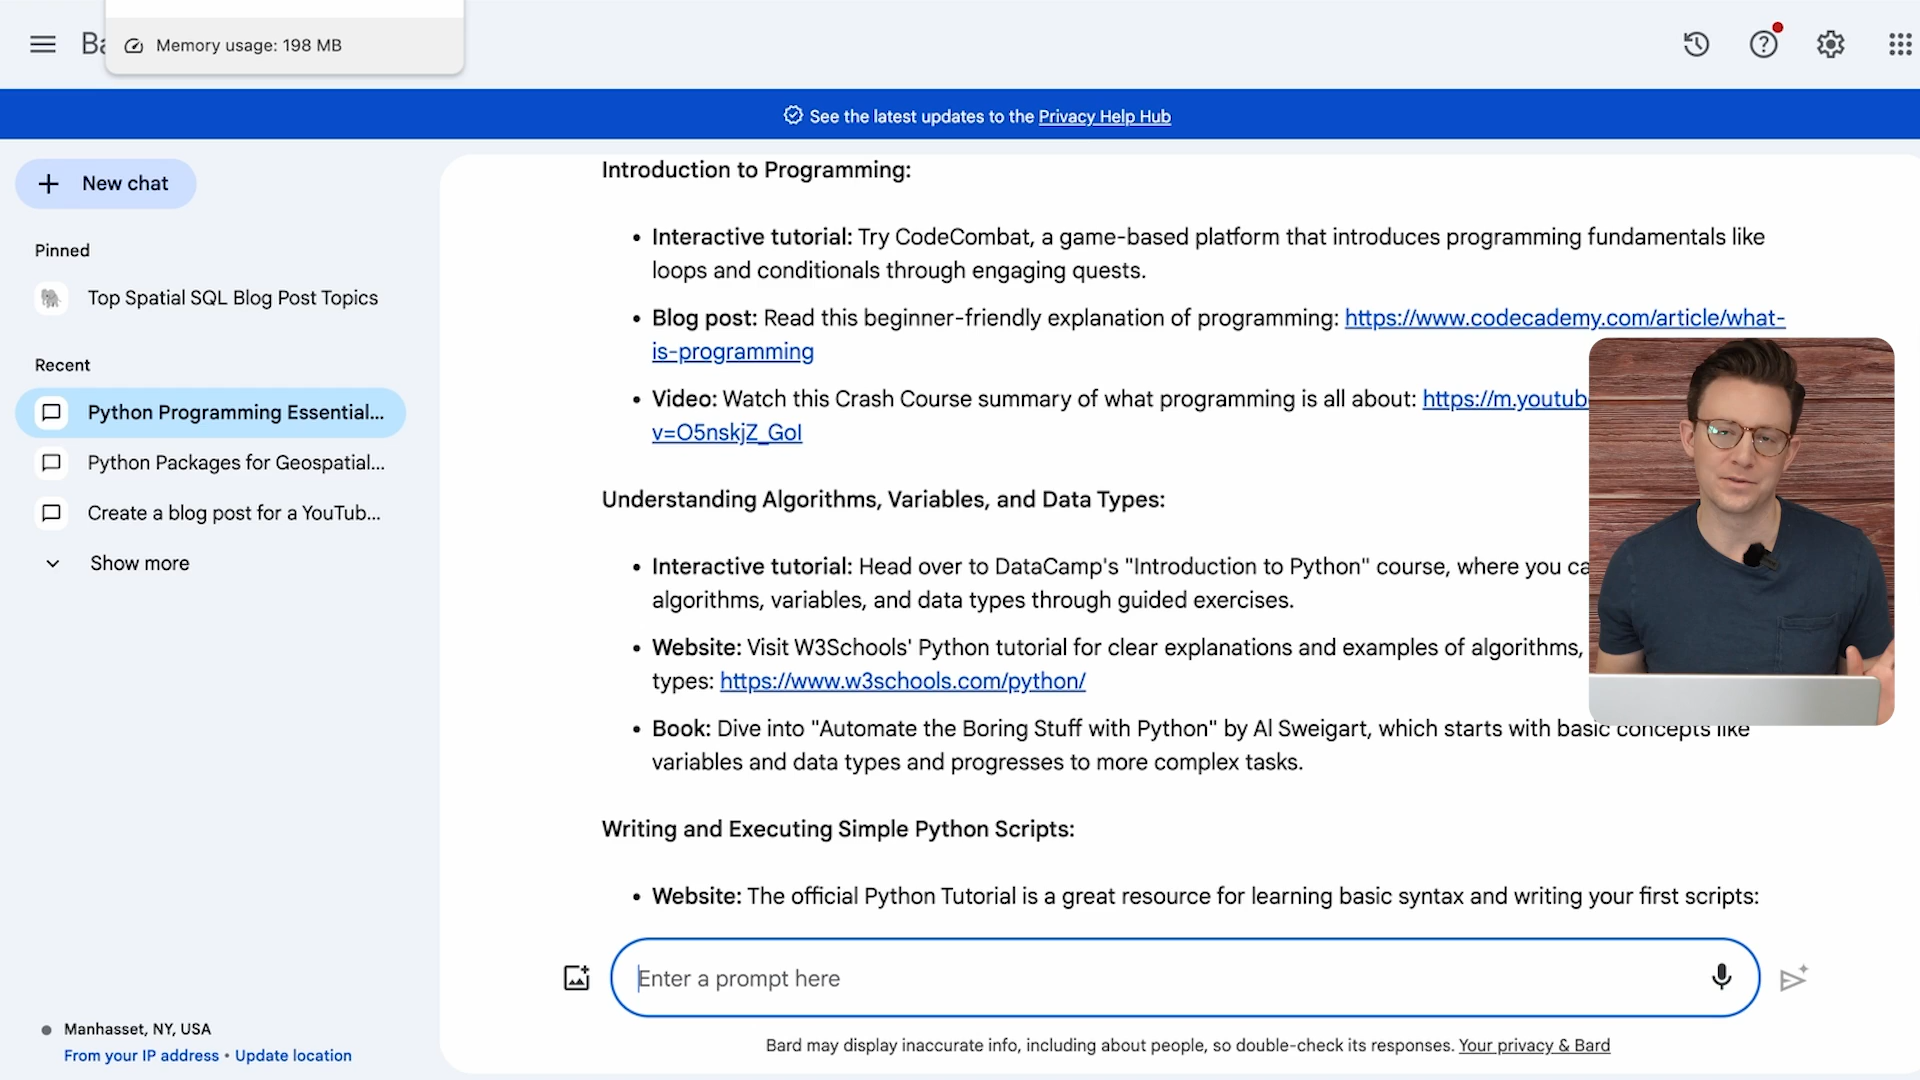 Ba
Memory usage: 198 MB
See the latest updates to the Privacy Help Hub
New chat
Pinned
Top Spatial SQL Blog Post Topics
Recent
Python Programming Essential...
Python Packages for Geospatial...
Create a blog post for a YouTub...
Show more
Manhasset, NY, USA
From your IP address • Update location
Introduction to Programming:
• Interactive tutorial: Try CodeCombat, a game-based platform that introduces programming fundamentals like
loops and conditionals through engaging quests.
• Blog post: Read this beginner-friendly explanation of programming: https://www.codecademy.com/article/what-
is-programming
• Video: Watch this Crash Course summary of what programming is all about: https://m.youtub
v=O5nskjZ_GoI
Understanding Algorithms, Variables, and Data Types:
• Interactive tutorial: Head over to DataCamp's "Introduction to Python" course, where you ca
algorithms, variables, and data types through guided exercises.
• Website: Visit W3Schools' Python tutorial for clear explanations and examples of algorithms,
types: https://www.w3schools.com/python/
• Book: Dive into "Automate the Boring Stuff with Python" by Al Sweigart, which starts with basic concepts like
variables and data types and progresses to more complex tasks.
Writing and Executing Simple Python Scripts:
• Website: The official Python Tutorial is a great resource for learning basic syntax and writing your first scripts:
Enter a prompt here
Bard may display inaccurate info, including about people, so double-check its responses. Your privacy & Bard